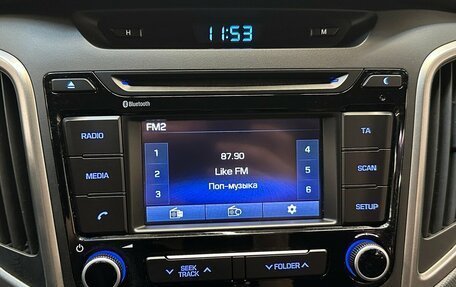 H 11:53 M
Bluetooth
FM2
RADIO 1 87.90 4 TA
Like FM
MEDIA 2 5 SCAN
Поп-музыка
3 6
SETUP
SEEK FOLDER
TRACK